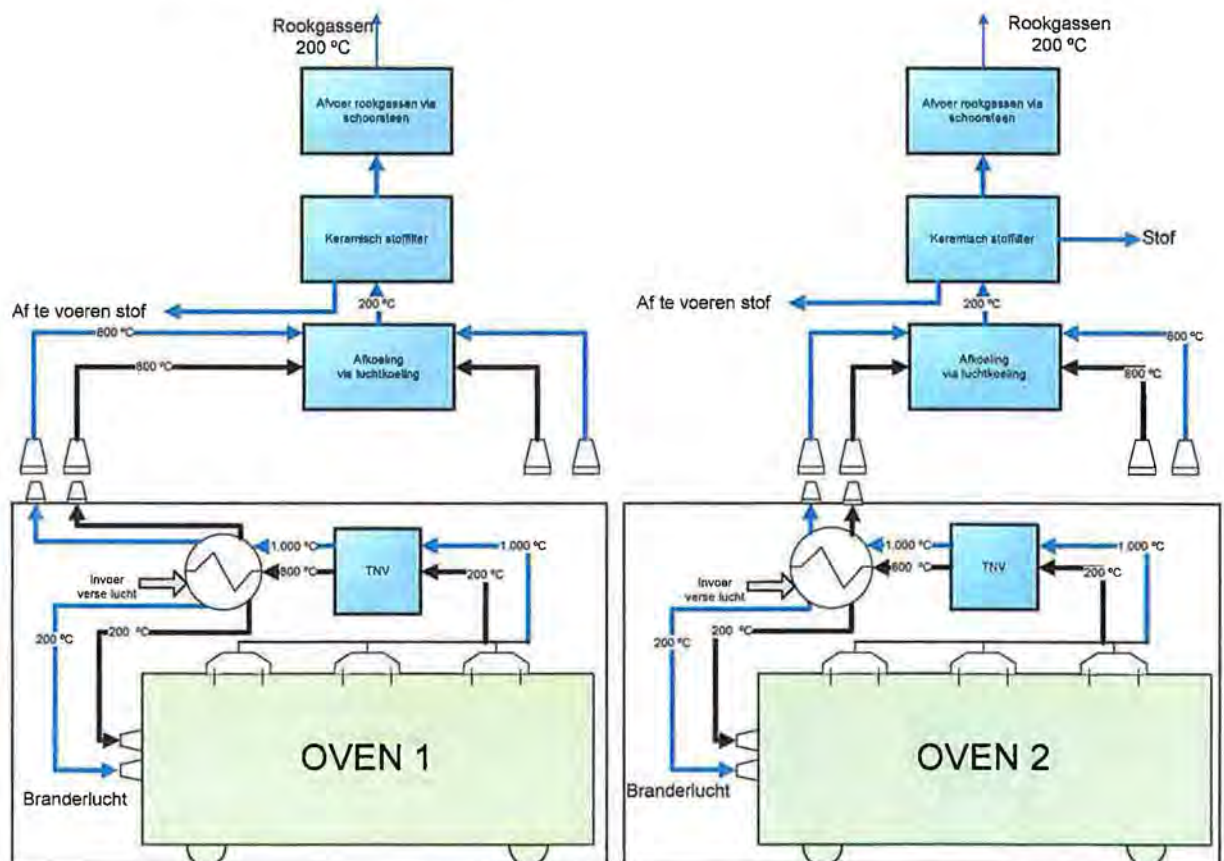 Rookgassen
200 ºC
Afvoer rookgassen via
schoorsteen
Keramisch stoffilter
Af te voeren stof
200 ºC
800 ºC
800 ºC
Afkoeling
via luchtkoeling
1.000 ºC
800 ºC
TNV
1.000 ºC
200 ºC
Invoer
verse lucht
200 ºC
200 ºC
OVEN 1
Branderlucht
Rookgassen
200 ºC
Afvoer rookgassen via
schoorsteen
Keramisch stoffilter
Stof
Af te voeren stof
200 ºC
Afkoeling
via luchtkoeling
800 ºC
800 ºC
1.000 ºC
800 ºC
TNV
1.000 ºC
200 ºC
Invoer
verse lucht
200 ºC
200 ºC
OVEN 2
Branderlucht